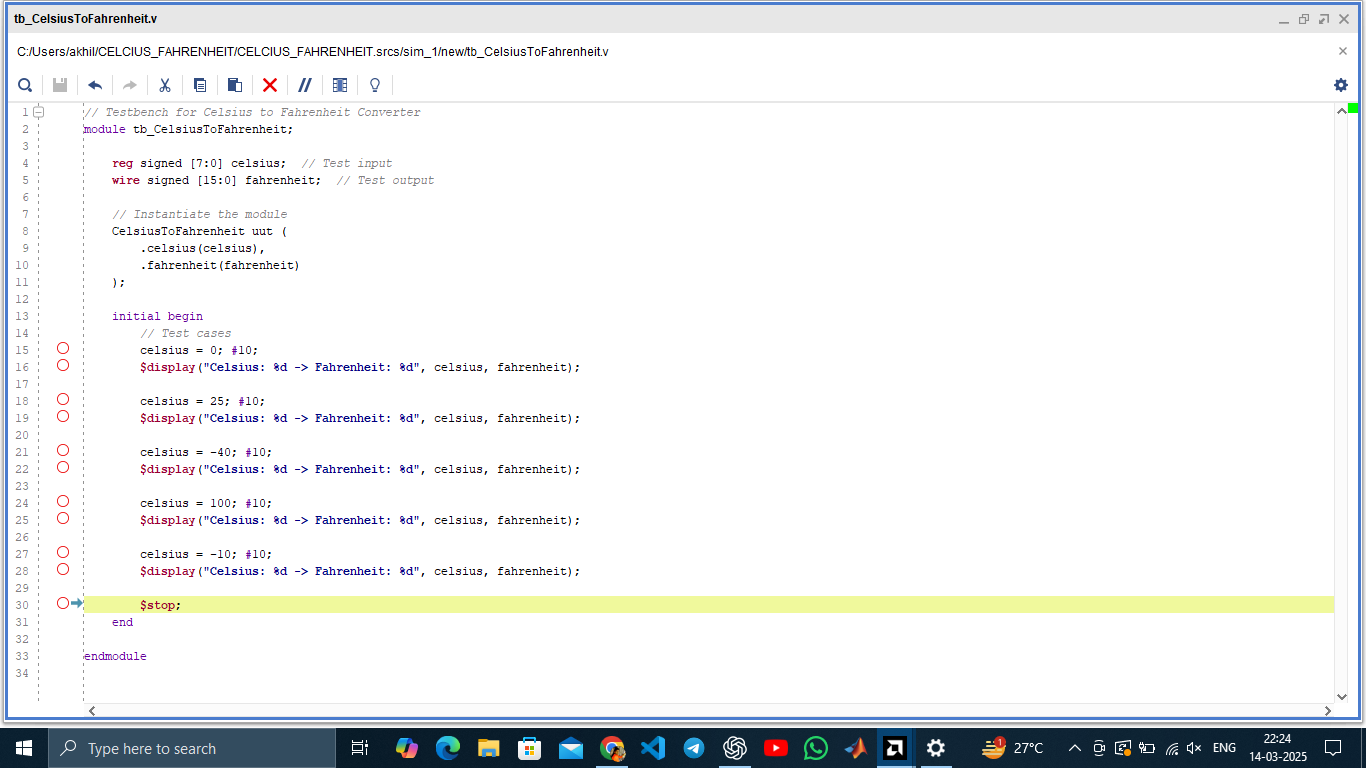 tb_CelsiusToFahrenheit.v
C:/Users/akhil/CELCIUS_FAHRENHEIT/CELCIUS_FAHRENHEIT.srcs/sim_1/new/tb_CelsiusToFahrenheit.v
1 // Testbench for Celsius to Fahrenheit Converter
2 module tb_CelsiusToFahrenheit;
3
4 reg signed [7:0] celsius; // Test input
5 wire signed [15:0] fahrenheit; // Test output
6
7 // Instantiate the module
8 CelsiusToFahrenheit uut (
9 .celsius(celsius),
10 .fahrenheit(fahrenheit)
11 );
12
13 initial begin
14 // Test cases
15 celsius = 0; #10;
16 $display("Celsius: %d -> Fahrenheit: %d", celsius, fahrenheit);
17
18 celsius = 25; #10;
19 $display("Celsius: %d -> Fahrenheit: %d", celsius, fahrenheit);
20
21 celsius = -40; #10;
22 $display("Celsius: %d -> Fahrenheit: %d", celsius, fahrenheit);
23
24 celsius = 100; #10;
25 $display("Celsius: %d -> Fahrenheit: %d", celsius, fahrenheit);
26
27 celsius = -10; #10;
28 $display("Celsius: %d -> Fahrenheit: %d", celsius, fahrenheit);
29
30 $stop;
31 end
32
33 endmodule
34
Type here to search
1
27°C
ENG
22:24
14-03-2025